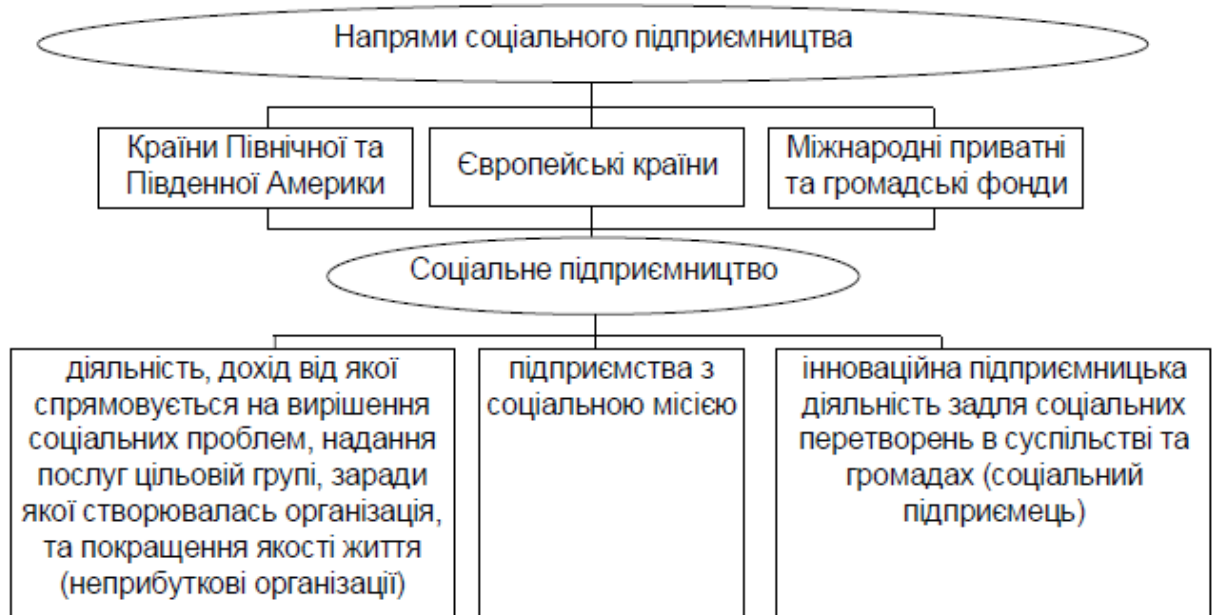 Напрями соціального підприємництва
Країни Північної та
Південної Америки
Європейські країни
Міжнародні приватні
та громадські фонди
Соціальне підприємництво
діяльність, дохід від якої
спрямовується на вирішення
соціальних проблем, надання
послуг цільовій групі, заради
якої створювалась організація,
та покращення якості життя
(неприбуткові організації)
підприємства з
соціальною місією
інноваційна підприємницька
діяльність задля соціальних
перетворень в суспільстві та
громадах (соціальний
підприємець)